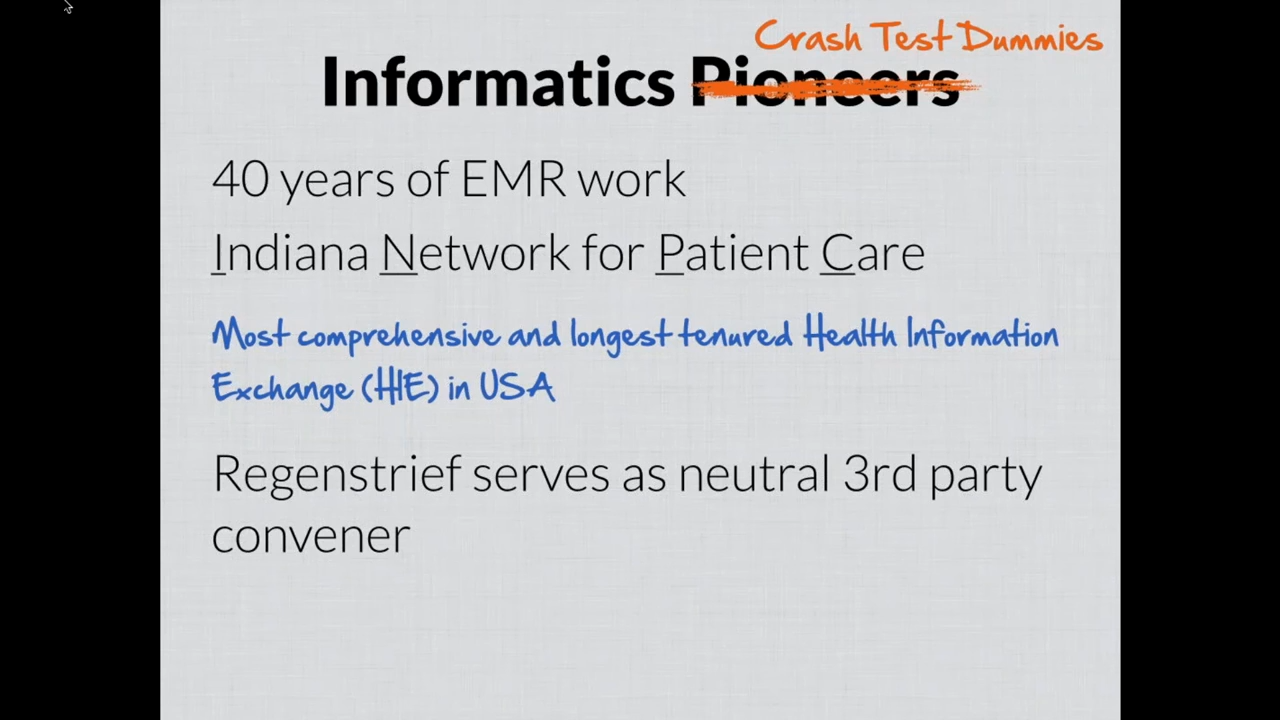 Crash Test Dummies
Informatics Pioneers
40 years of EMR work
Indiana Network for Patient Care
Most comprehensive and longest tenured Health Information
Exchange (HIE) in USA
Regenstrief serves as neutral 3rd party
convener